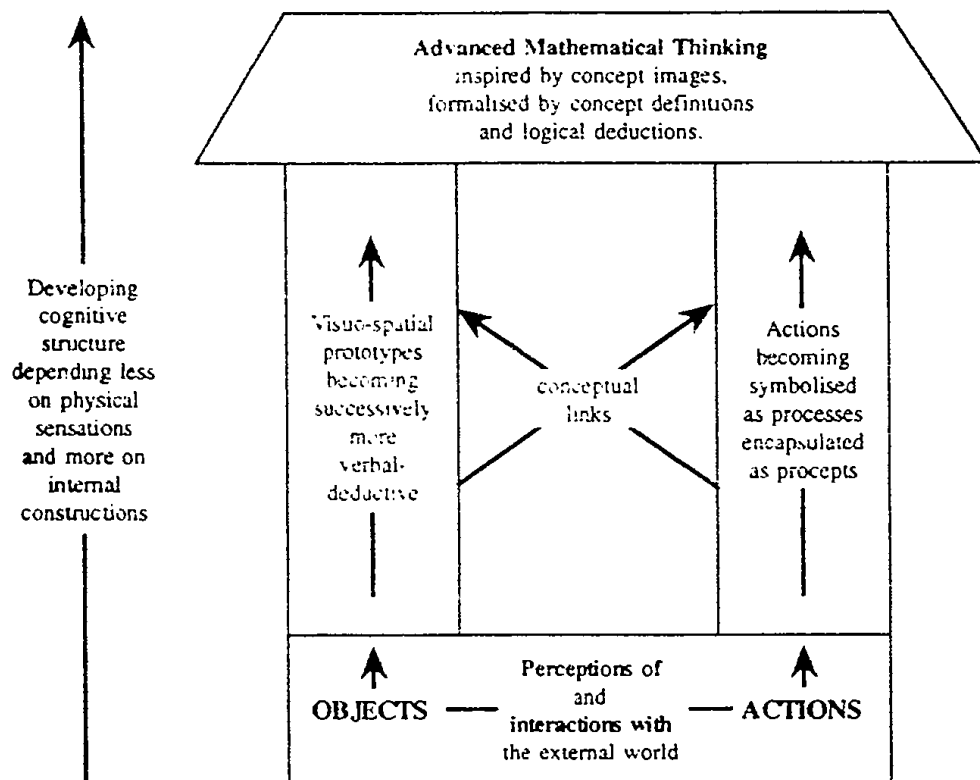 Advanced Mathematical Thinking
inspired by concept images,
formalised by concept definitions
and logical deductions.
Developing
cognitive
structure
depending less
on physical
sensations
and more on
internal
constructions
Visuo-spatial
prototypes
becoming
successively
more
verbal-
deductive
conceptual
links
Actions
becoming
symbolised
as processes
encapsulated
as procepts
OBJECTS
Perceptions of
and
interactions with
the external world
ACTIONS